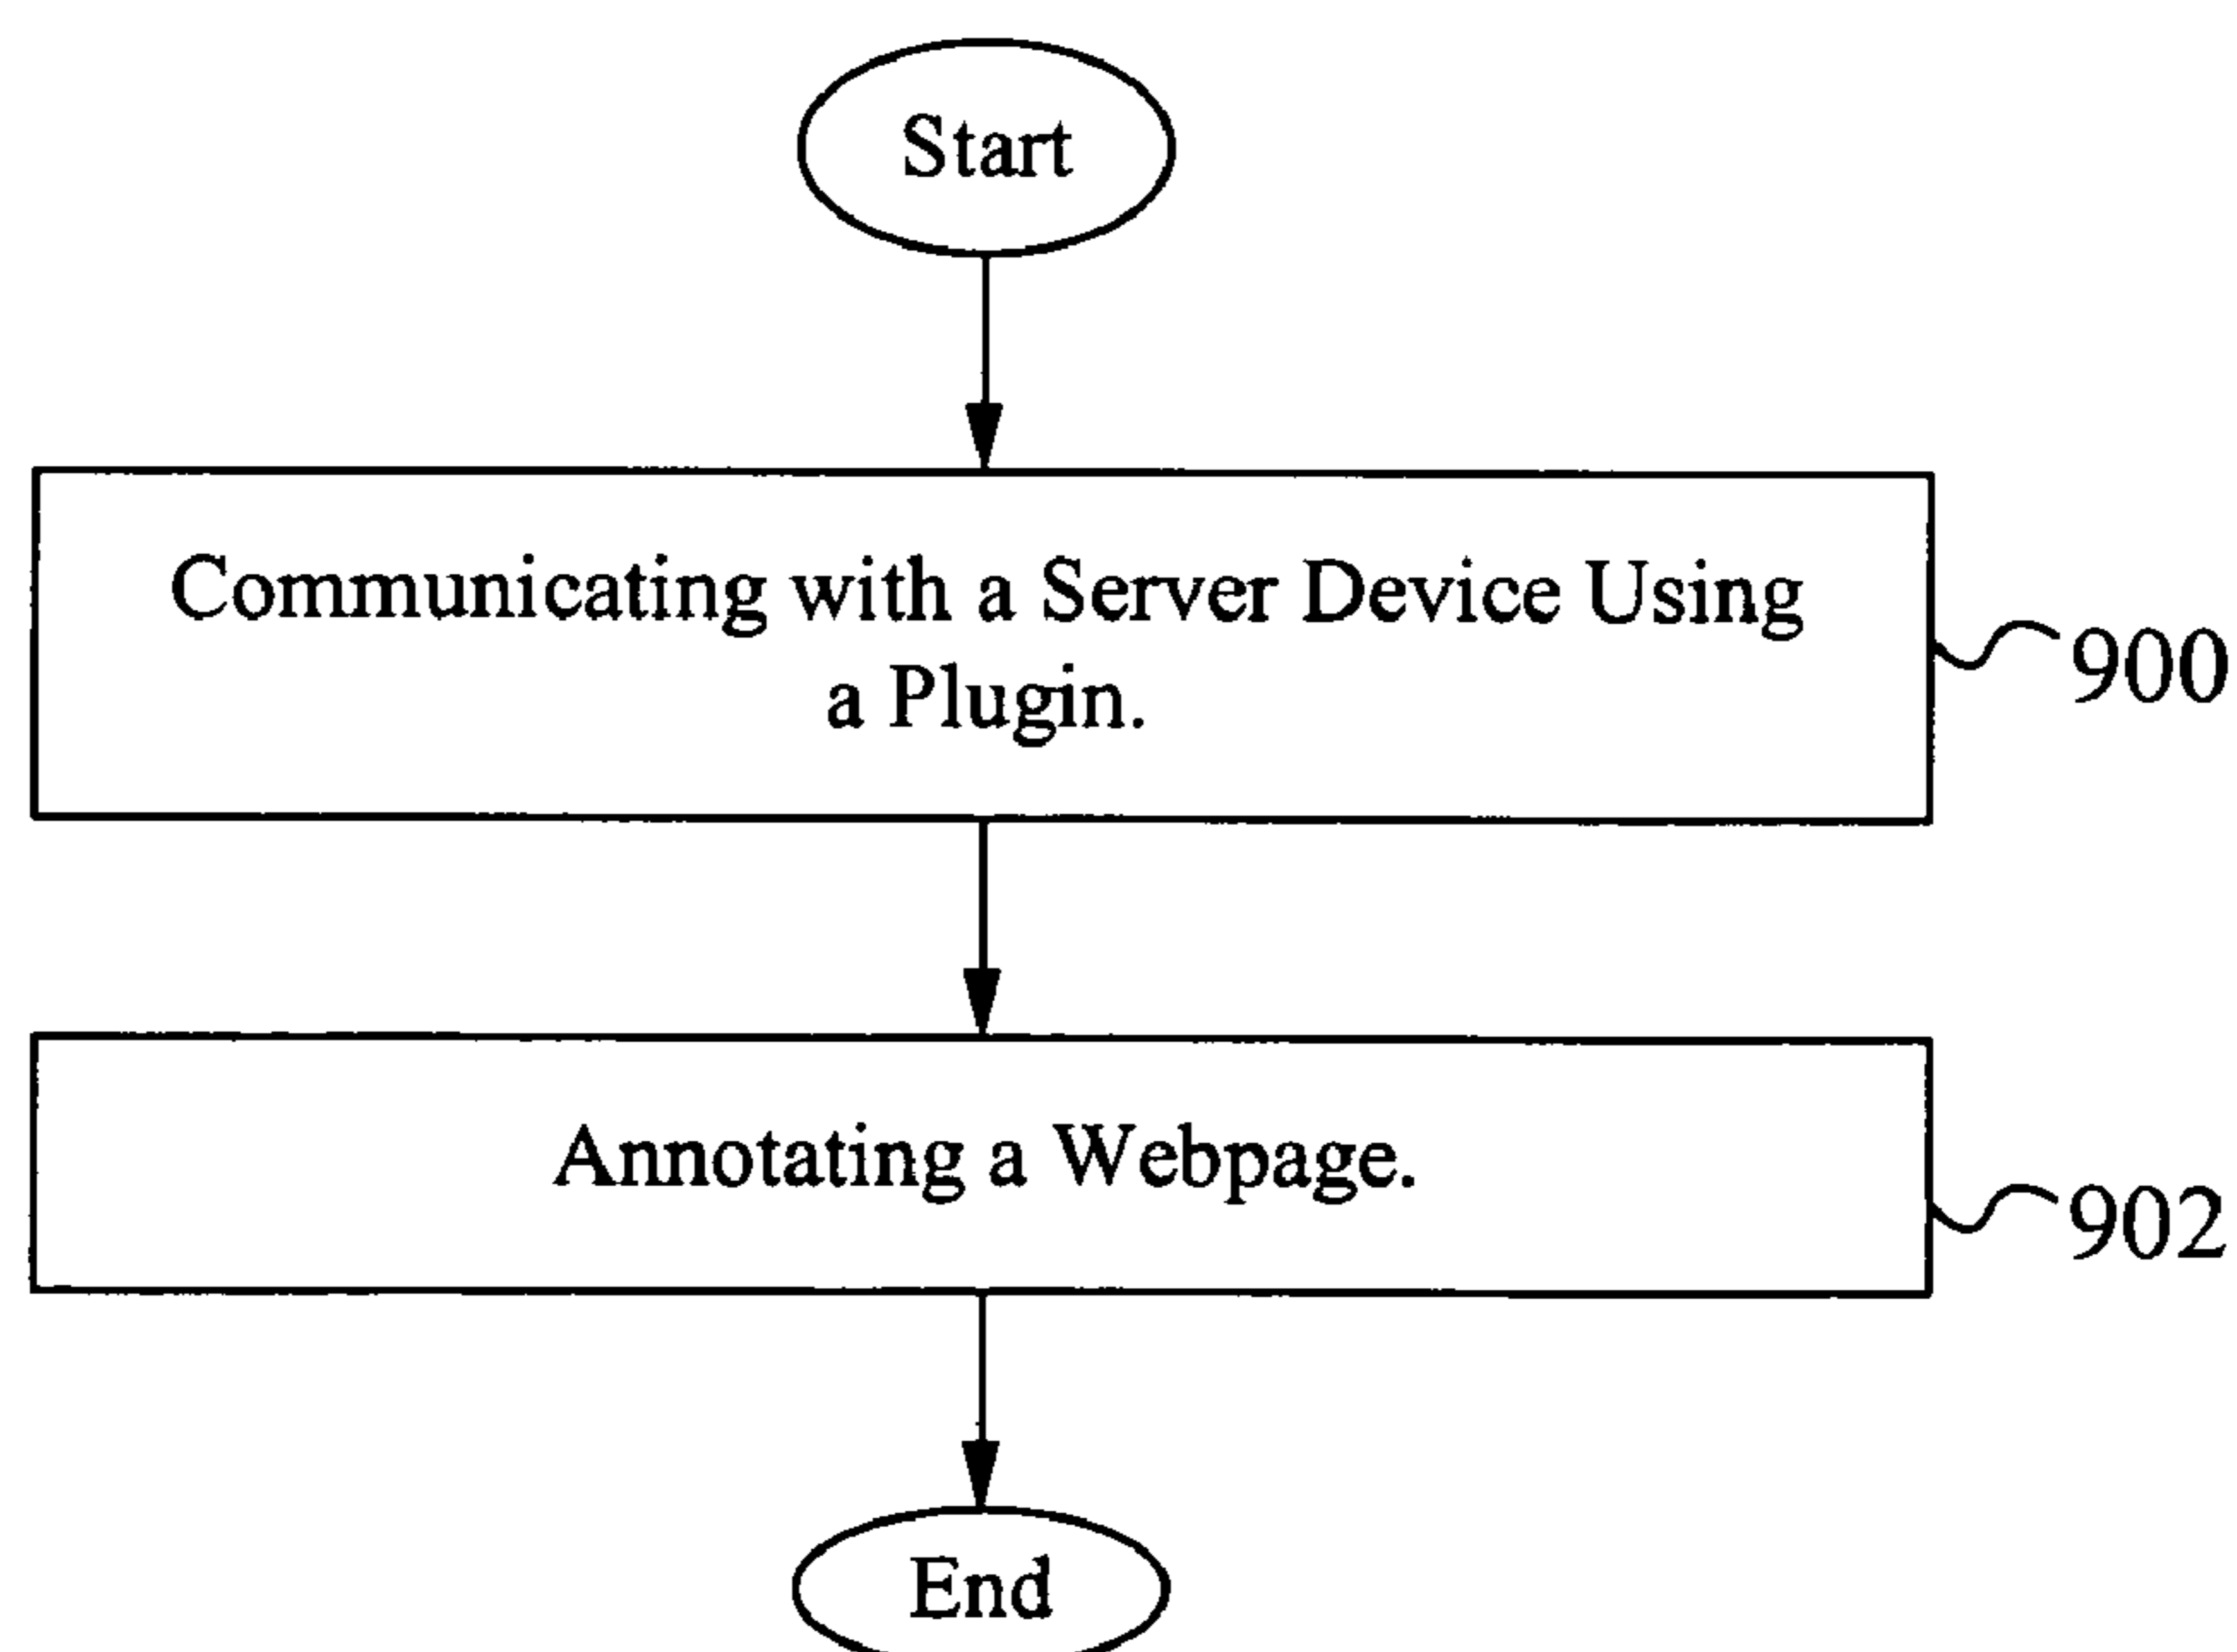 Start
Communicating with a Server Device Using
a Plugin.
900
Annotating a Webpage.
902
End